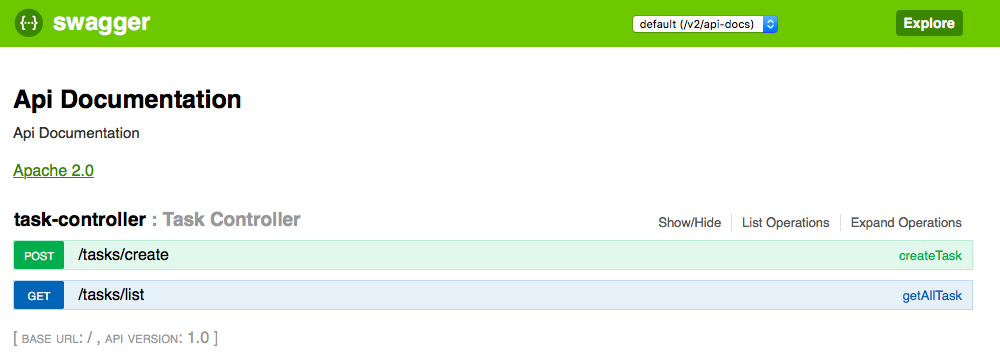 {··} swagger default (/v2/api-docs) Explore
Api Documentation
Api Documentation
Apache 2.0
task-controller : Task Controller Show/Hide List Operations Expand Operations
POST /tasks/create createTask
GET /tasks/list getAllTask
[ BASE URL: / , API VERSION: 1.0 ]